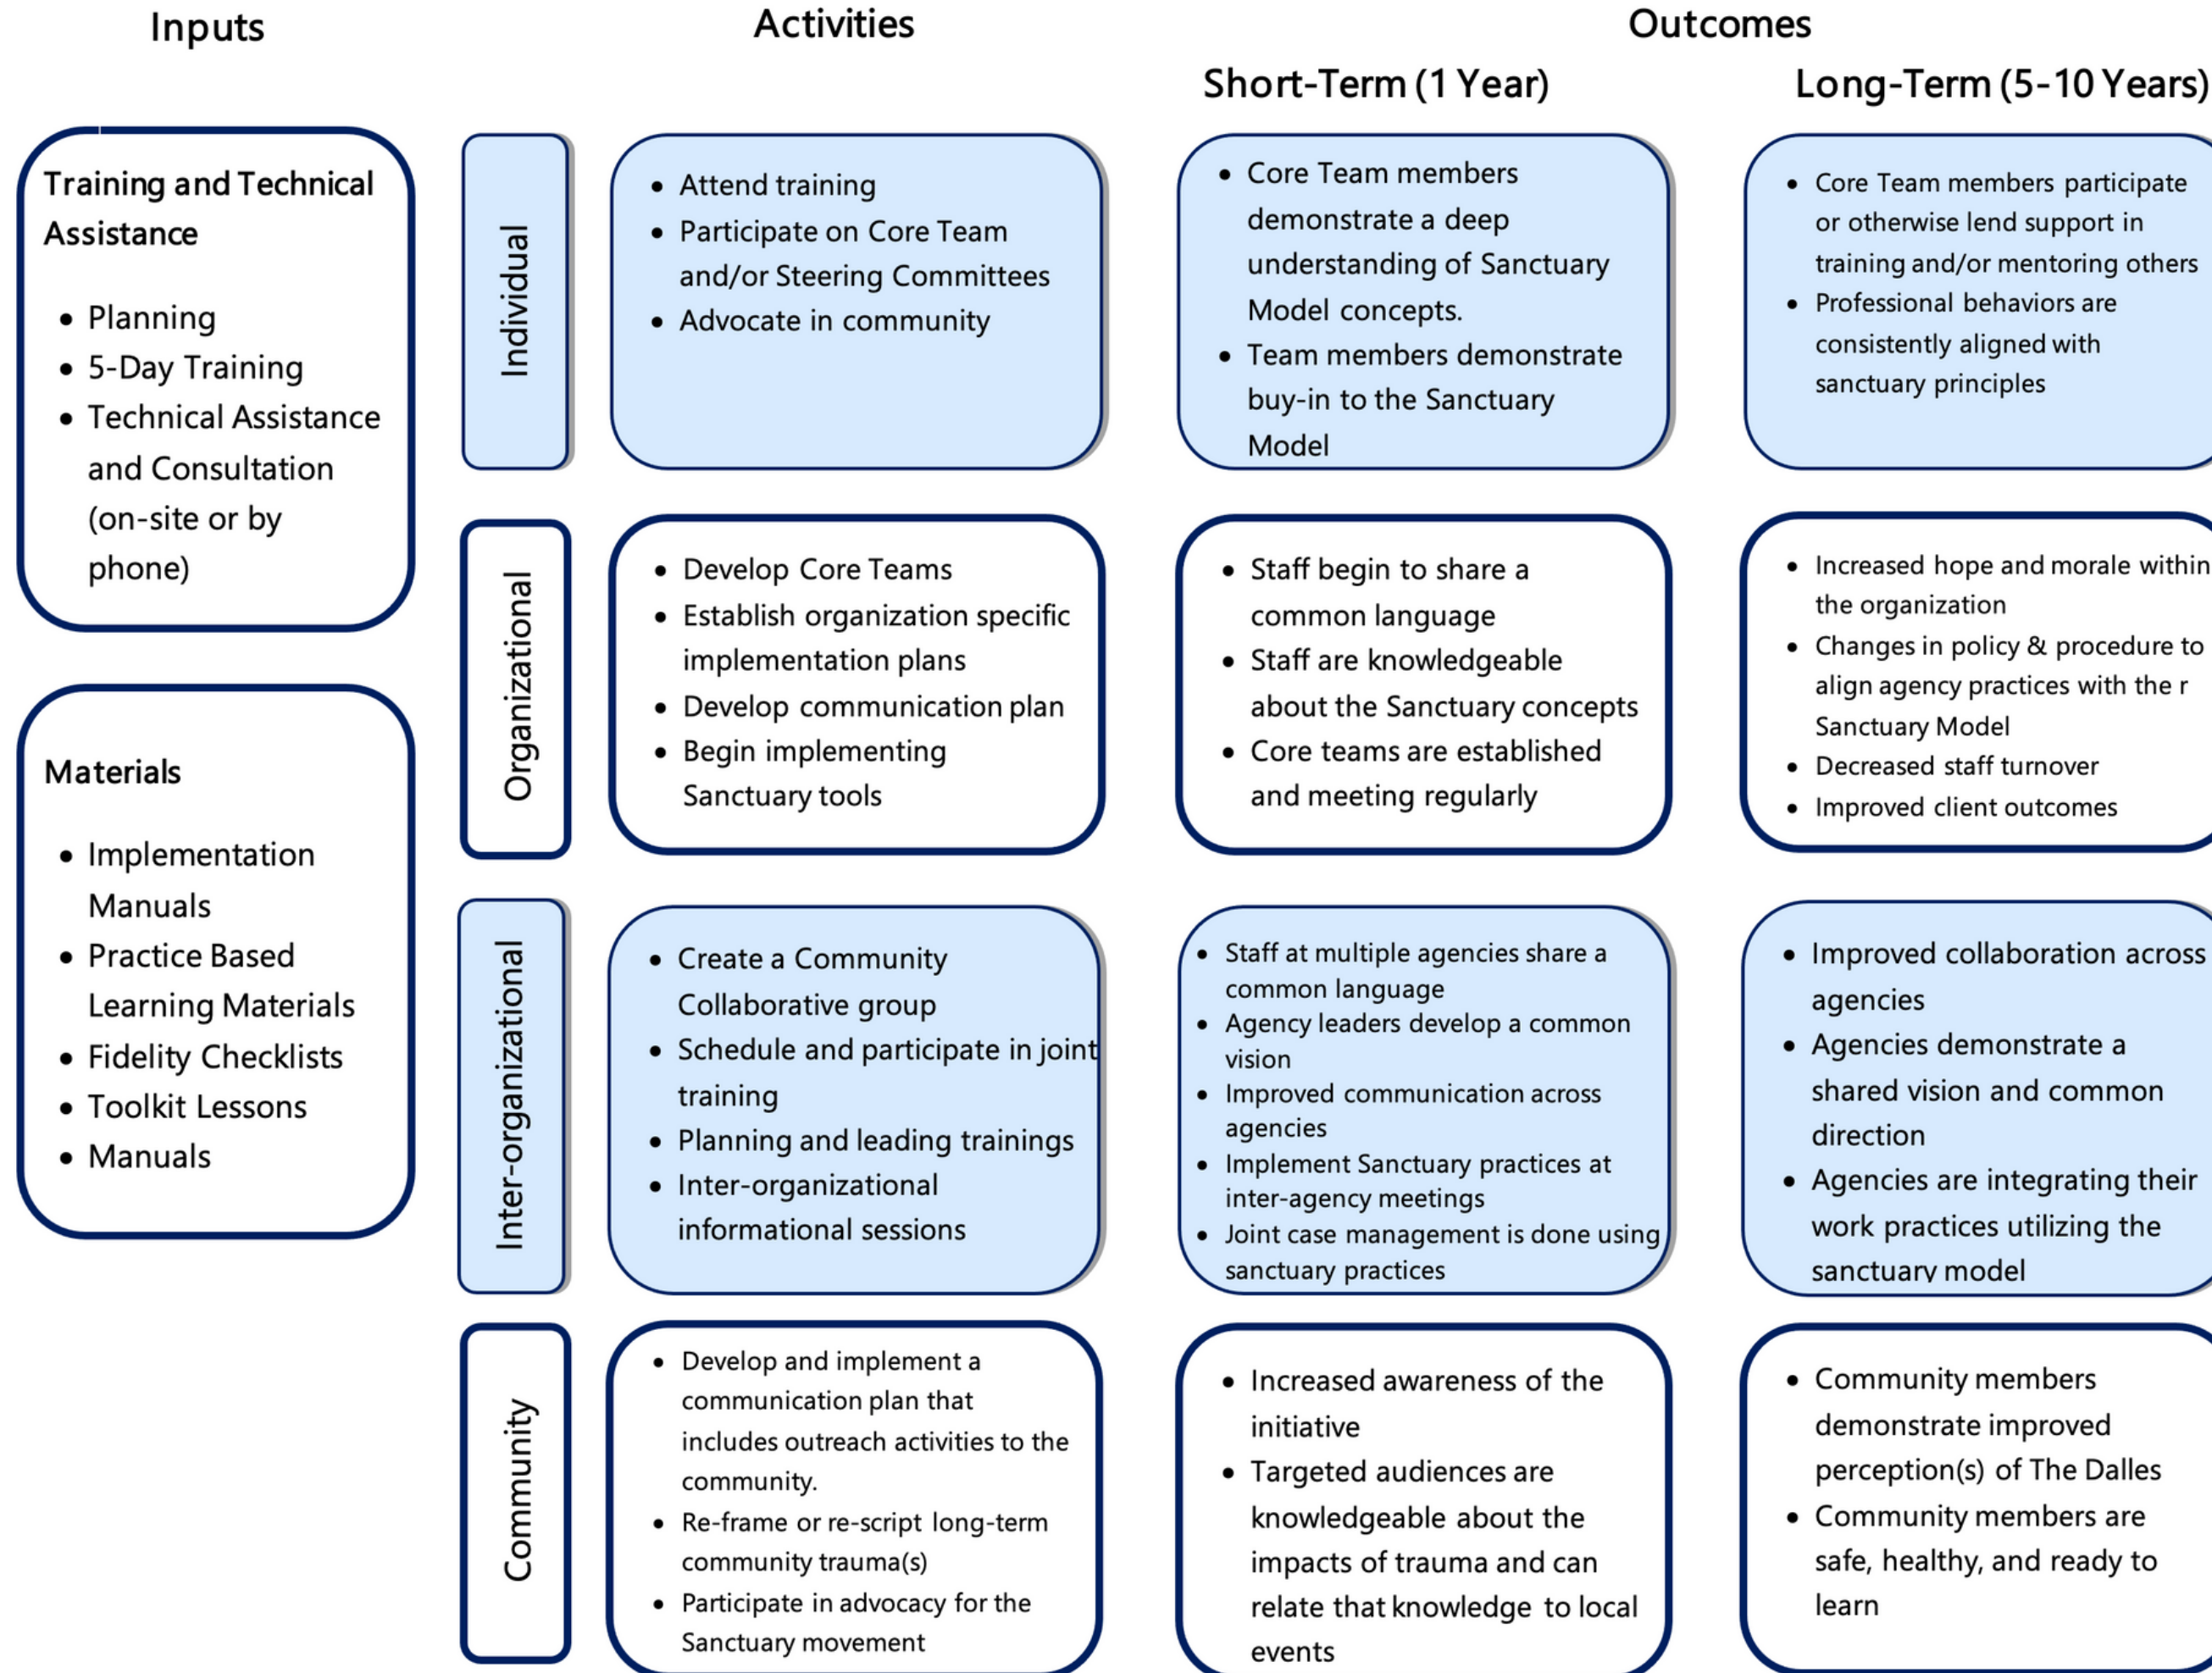 Inputs
Activities
Outcomes
Short-Term (1 Year)
Long-Term (5-10 Years)
Training and Technical
Assistance
• Planning
• 5-Day Training
• Technical Assistance
and Consultation
(on-site or by
phone)
Materials
• Implementation
Manuals
• Practice Based
Learning Materials
• Fidelity Checklists
• Toolkit Lessons
• Manuals
Individual
• Attend training
• Participate on Core Team
and/or Steering Committees
• Advocate in community
• Core Team members
demonstrate a deep
understanding of Sanctuary
Model concepts.
• Team members demonstrate
buy-in to the Sanctuary
Model
• Core Team members participate
or otherwise lend support in
training and/or mentoring others
• Professional behaviors are
consistently aligned with
sanctuary principles
Organizational
• Develop Core Teams
• Establish organization specific
implementation plans
• Develop communication plan
• Begin implementing
Sanctuary tools
• Staff begin to share a
common language
• Staff are knowledgeable
about the Sanctuary concepts
• Core teams are established
and meeting regularly
• Increased hope and morale within
the organization
• Changes in policy & procedure to
align agency practices with the r
Sanctuary Model
• Decreased staff turnover
• Improved client outcomes
Inter-organizational
• Create a Community
Collaborative group
• Schedule and participate in joint
training
• Planning and leading trainings
• Inter-organizational
informational sessions
• Staff at multiple agencies share a
common language
• Agency leaders develop a common
vision
• Improved communication across
agencies
• Implement Sanctuary practices at
inter-agency meetings
• Joint case management is done using
sanctuary practices
• Improved collaboration across
agencies
• Agencies demonstrate a
shared vision and common
direction
• Agencies are integrating their
work practices utilizing the
sanctuary model
Community
• Develop and implement a
communication plan that
includes outreach activities to the
community.
• Re-frame or re-script long-term
community trauma(s)
• Participate in advocacy for the
Sanctuary movement
• Increased awareness of the
initiative
• Targeted audiences are
knowledgeable about the
impacts of trauma and can
relate that knowledge to local
events
• Community members
demonstrate improved
perception(s) of The Dalles
• Community members are
safe, healthy, and ready to
learn